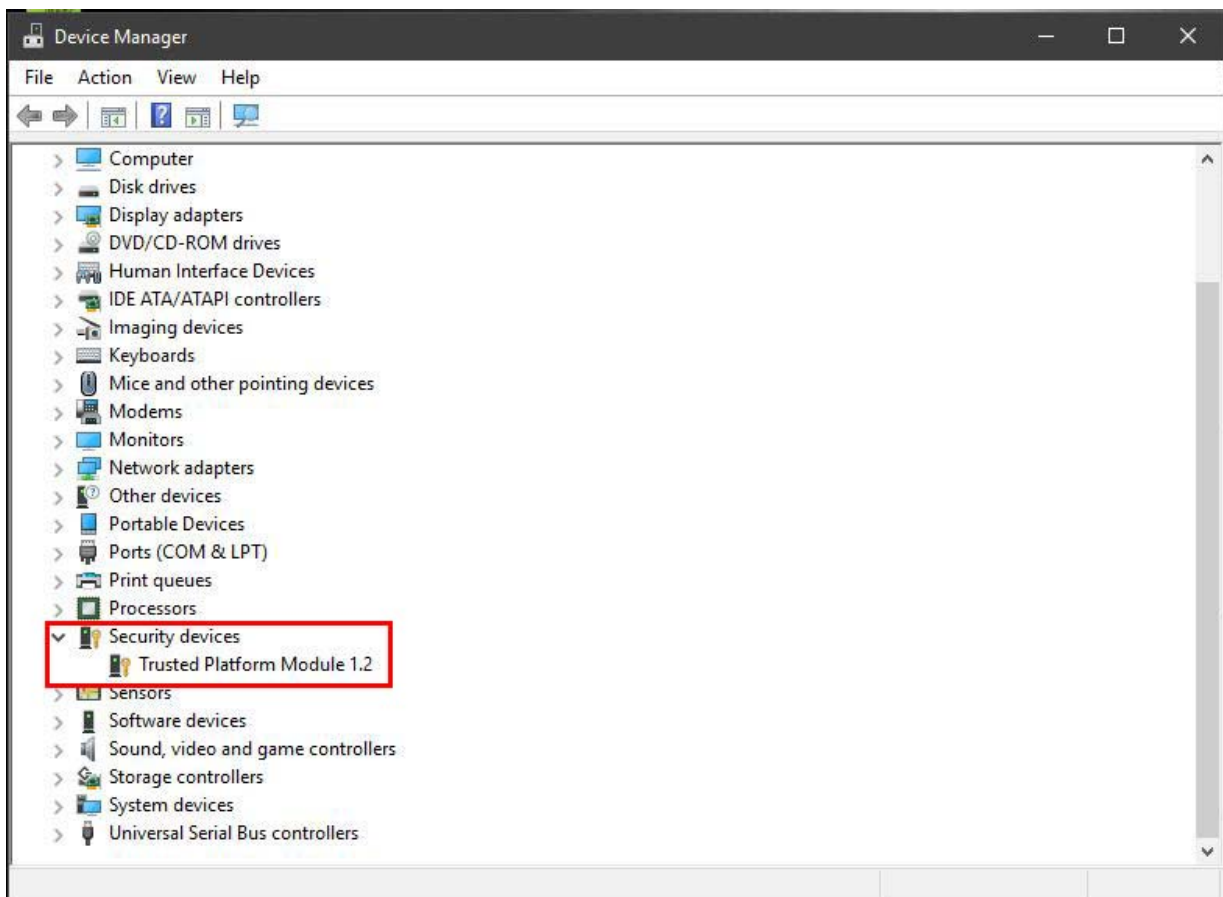 Device Manager
File Action View Help
Computer
Disk drives
Display adapters
DVD/CD-ROM drives
Human Interface Devices
IDE ATA/ATAPI controllers
Imaging devices
Keyboards
Mice and other pointing devices
Modems
Monitors
Network adapters
Other devices
Portable Devices
Ports (COM & LPT)
Print queues
Processors
Security devices
Trusted Platform Module 1.2
Sensors
Software devices
Sound, video and game controllers
Storage controllers
System devices
Universal Serial Bus controllers